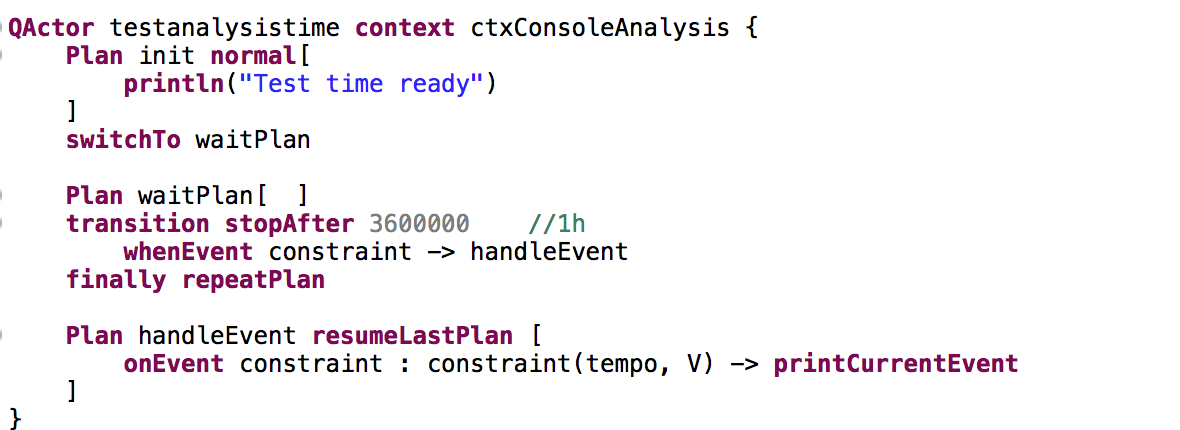 QActor testanalysistime context ctxConsoleAnalysis {
    Plan init normal[
        println("Test time ready")
    ]
    switchTo waitPlan

    Plan waitPlan[  ]
    transition stopAfter 3600000    //1h
        whenEvent constraint -> handleEvent
    finally repeatPlan

    Plan handleEvent resumeLastPlan [
        onEvent constraint : constraint(tempo, V) -> printCurrentEvent
    ]
}